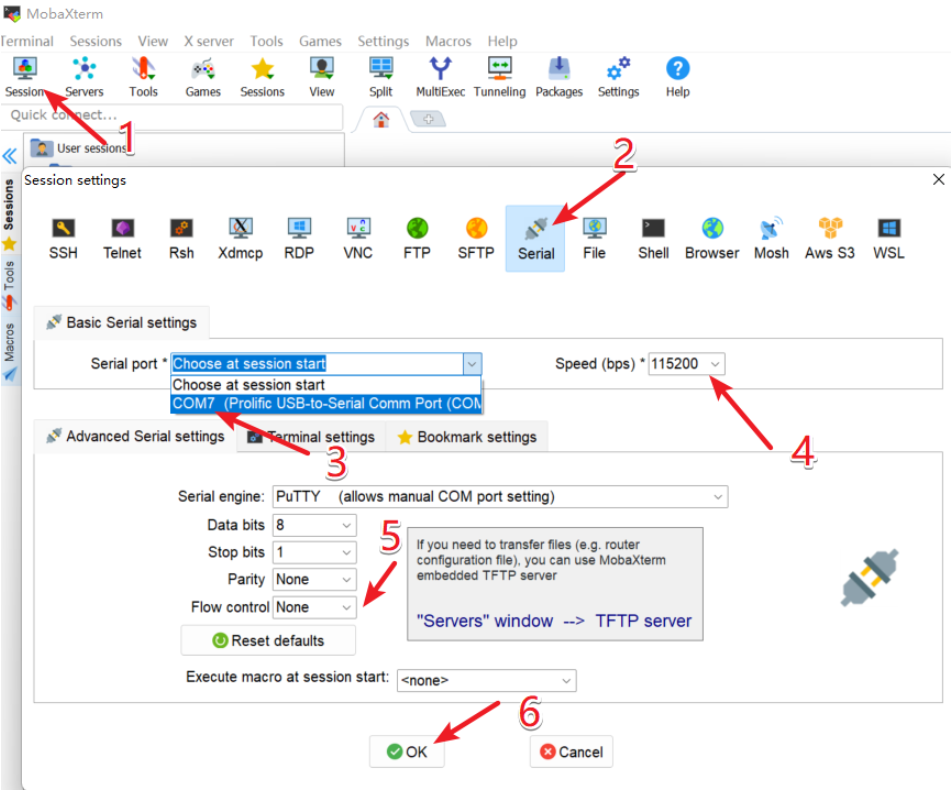 MobaXterm
Terminal Sessions View X server Tools Games Settings Macros Help
Session Servers Tools Games Sessions View Split MultiExec Tunneling Packages Settings Help
Quick connect...
1
User sessions
2
Session settings
Sessions
Tools
Macros
SSH Telnet Rsh Xdmcp RDP VNC FTP SFTP Serial File Shell Browser Mosh Aws S3 WSL
Basic Serial settings
Serial port * Choose at session start Speed (bps) * 115200
Choose at session start
COM7 (Prolific USB-to-Serial Comm Port (COM
Advanced Serial settings Terminal settings Bookmark settings
3
4
Serial engine: PuTTY (allows manual COM port setting)
Data bits 8
Stop bits 1
Parity None
Flow control None
5
If you need to transfer files (e.g. router
configuration file), you can use MobaXterm
embedded TFTP server
"Servers" window --> TFTP server
Reset defaults
Execute macro at session start: <none>
6
OK Cancel